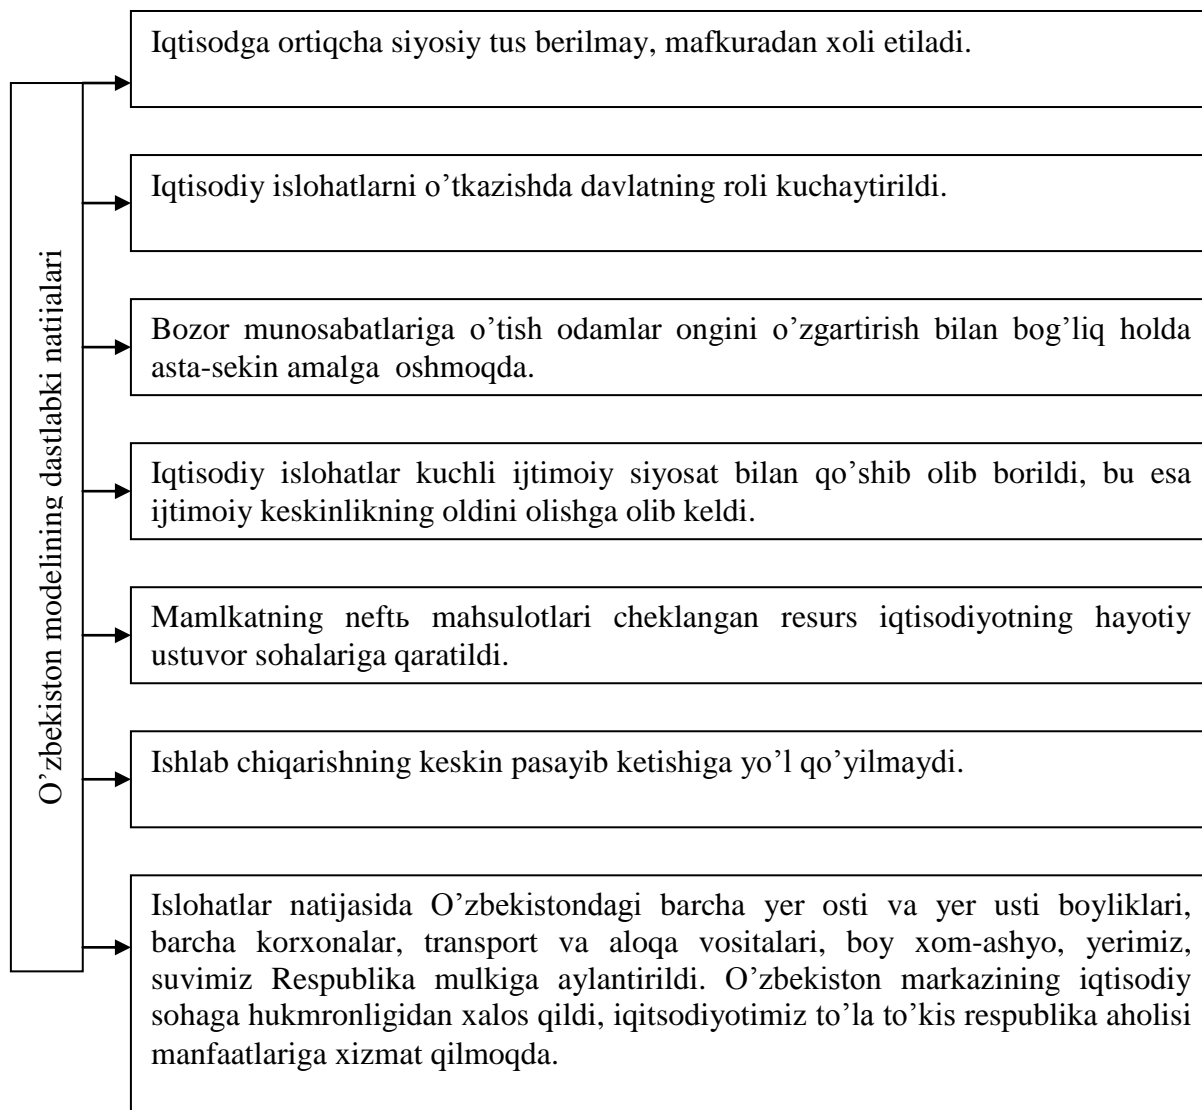 O’zbekiston modelining dastlabki natijalari
Iqtisodga ortiqcha siyosiy tus berilmay, mafkuradan xoli etiladi.
Iqtisodiy islohatlarni o’tkazishda davlatning roli kuchaytirildi.
Bozor munosabatlariga o’tish odamlar ongini o’zgartirish bilan bog’liq holda
asta-sekin amalga oshmoqda.
Iqtisodiy islohatlar kuchli ijtimoiy siyosat bilan qo’shib olib borildi, bu esa
ijtimoiy keskinlikning oldini olishga olib keldi.
Mamlkatning neftь mahsulotlari cheklangan resurs iqtisodiyotning hayotiy
ustuvor sohalariga qaratildi.
Ishlab chiqarishning keskin pasayib ketishiga yo’l qo’yilmaydi.
Islohatlar natijasida O’zbekistondagi barcha yer osti va yer usti boyliklari,
barcha korxonalar, transport va aloqa vositalari, boy xom-ashyo, yerimiz,
suvimiz Respublika mulkiga aylantirildi. O’zbekiston markazining iqtisodiy
sohaga hukmronligidan xalos qildi, iqitsodiyotimiz to’la to’kis respublika aholisi
manfaatlariga xizmat qilmoqda.